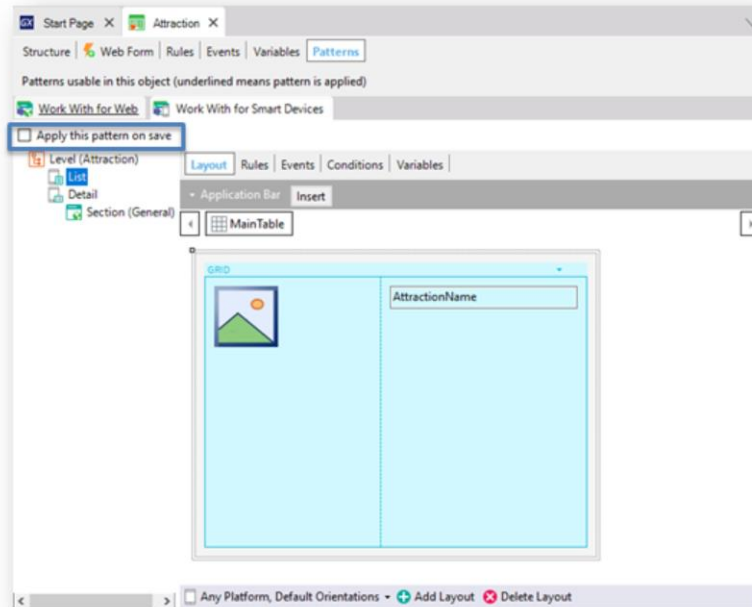 GX Start Page X Attraction X
Structure Web Form Rules Events Variables Patterns
Patterns usable in this object (underlined means pattern is applied)
Work With for Web Work With for Smart Devices
Apply this pattern on save
Level (Attraction)
List
Detail
Section (General)
Layout Rules Events Conditions Variables
Application Bar Insert
MainTable
GRID
AttractionName
Any Platform, Default Orientations Add Layout Delete Layout